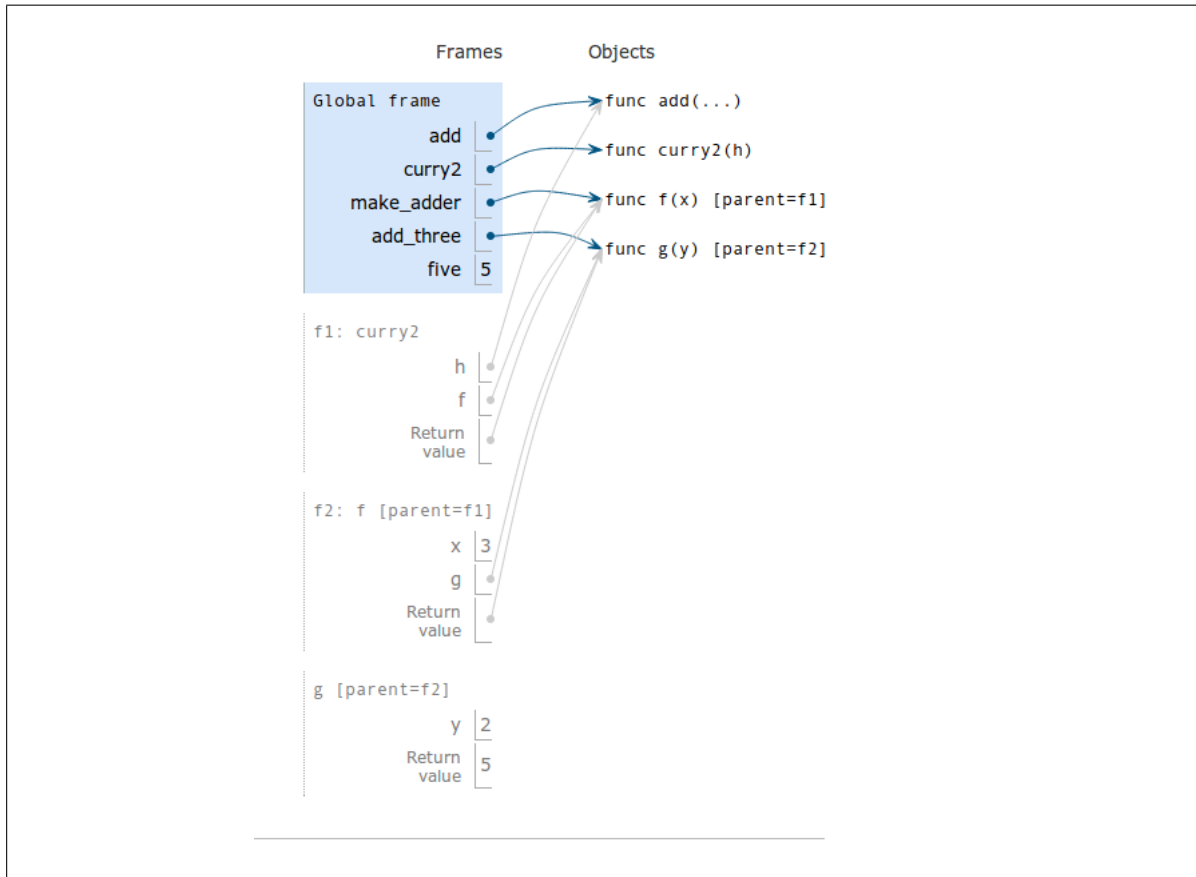 Frames Objects
Global frame func add(...)
add
curry2 func curry2(h)
make_adder func f(x) [parent=f1]
add_three func g(y) [parent=f2]
five 5
f1: curry2
h
f
Return
value
f2: f [parent=f1]
x 3
g
Return
value
g [parent=f2]
y 2
Return
value 5